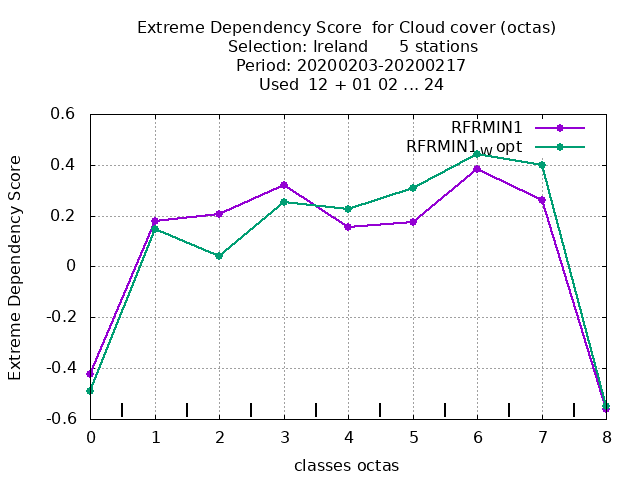 Extreme Dependency Score  for Cloud cover (octas)
Selection: Ireland      5 stations
Period: 20200203-20200217
Used  12 + 01 02 ... 24
RFRMIN1
RFRMIN1w opt
Extreme Dependency Score
0.6
0.4
0.2
0
-0.2
-0.4
-0.6
0 1 2 3 4 5 6 7 8
classes octas